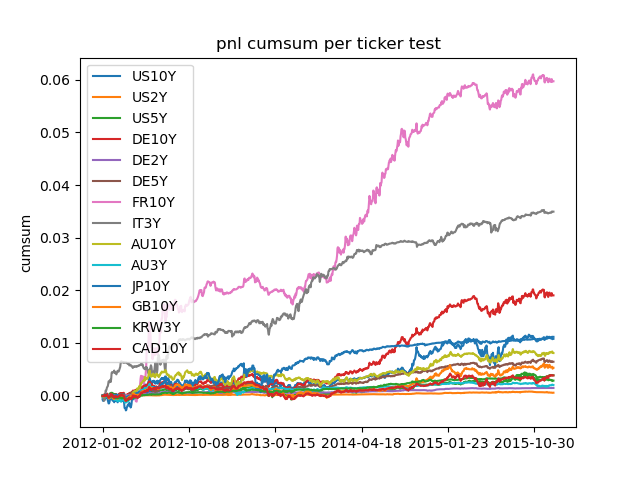 pnl cumsum per ticker test
cumsum
0.06
0.05
0.04
0.03
0.02
0.01
0.00
US10Y
US2Y
US5Y
DE10Y
DE2Y
DE5Y
FR10Y
IT3Y
AU10Y
AU3Y
JP10Y
GB10Y
KRW3Y
CAD10Y
2012-01-02 2012-10-08 2013-07-15 2014-04-18 2015-01-23 2015-10-30